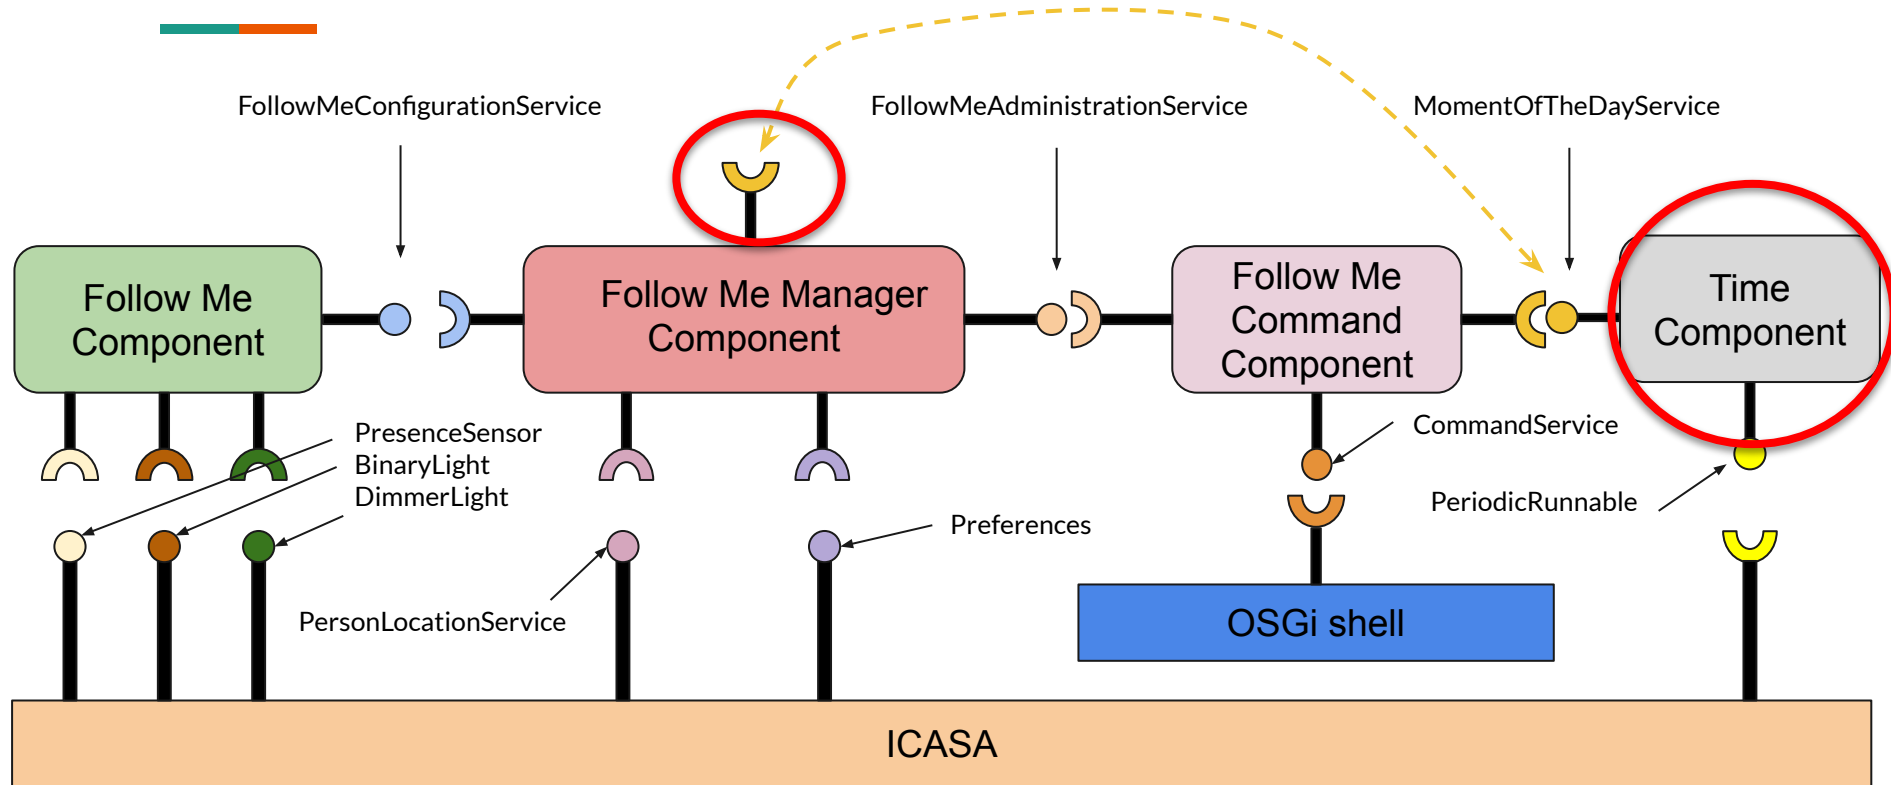 FollowMeConfigurationService
FollowMeAdministrationService
MomentOfTheDayService
Follow Me
Component
Follow Me Manager
Component
Follow Me
Command
Component
Time
Component
PresenceSensor
BinaryLight
DimmerLight
CommandService
PeriodicRunnable
Preferences
PersonLocationService
OSGi shell
ICASA